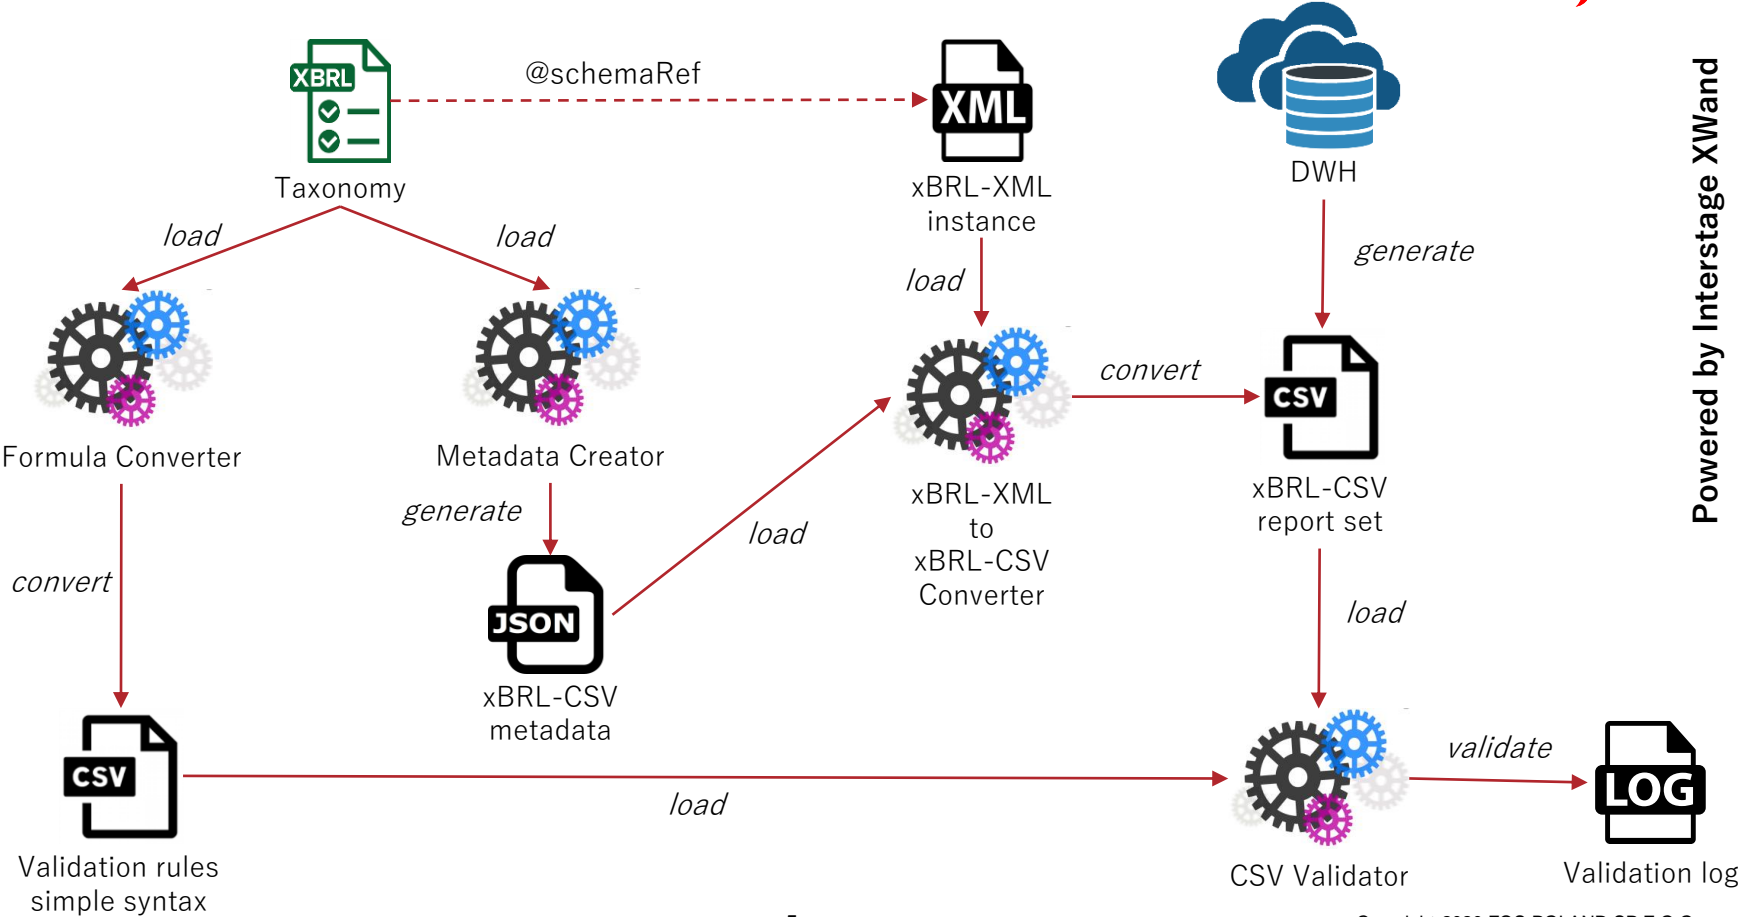 @schemaRef
XBRL
XML
Taxonomy
xBRL-XML
instance
DWH
load
load
load
generate
convert
CSV
Formula Converter
Metadata Creator
xBRL-XML
to
xBRL-CSV
Converter
xBRL-CSV
report set
generate
load
convert
JSON
load
xBRL-CSV
metadata
CSV
load
validate
LOG
Validation rules
simple syntax
CSV Validator
Validation log
Powered by Interstage XWand